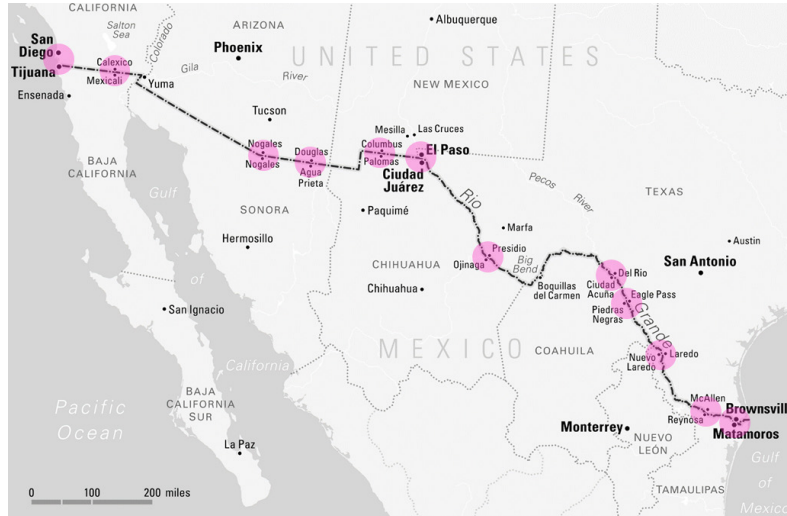 CALIFORNIA
ARIZONA
Albuquerque
Salton
Sea
San
Diego
Tijuana
Calexico
Mexicali
Colorado
Yuma
Gila
River
Phoenix
UNITED STATES
NEW MEXICO
Ensenada
Tucson
Mesilla
Las Cruces
Nogales
Nogales
Douglas
Agua
Prieta
Columbus
Palomas
El Paso
Ciudad
Juárez
BAJA
CALIFORNIA
Gulf
of
California
SONORA
Paquimé
Rio
Grande
Pecos
River
TEXAS
Hermosillo
Marfa
Austin
CHIHUAHUA
Presidio
Ojinaga
Big
Bend
San Antonio
Del Rio
Ciudad
Acuña
Boquillas
del Carmen
Chihuahua
Eagle Pass
Piedras
Negras
San Ignacio
MEXICO
COAHUILA
Nuevo
Laredo
Laredo
BAJA
CALIFORNIA
SUR
Pacific
Ocean
McAllen
Reynosa
Brownsvill
Matamoros
Monterrey
NUEVO
LEÓN
La Paz
Gulf
of
Mexico
TAMAULIPAS
0 100 200 miles